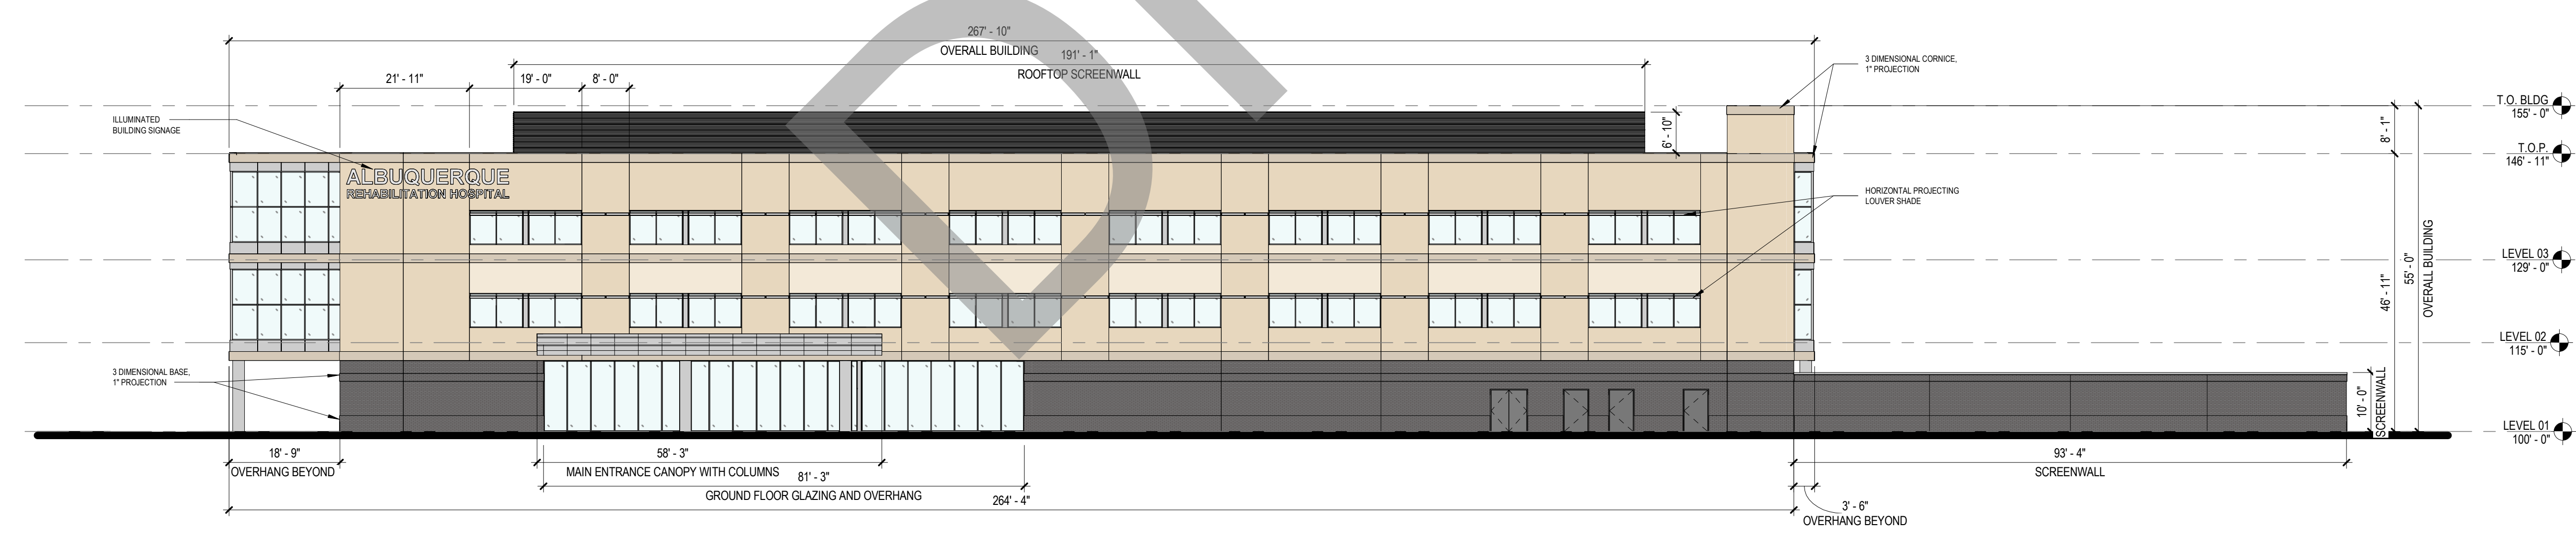 267' - 10"
OVERALL BUILDING
191' - 1"
ROOFTOP SCREENWALL
21' - 11"
19' - 0"
8' - 0"
3 DIMENSIONAL CORNICE,
1" PROJECTION
ILLUMINATED
BUILDING SIGNAGE
6' - 10"
8' - 1"
T.O. BLDG
155' - 0"
T.O.P.
146' - 11"
ALBUQUERQUE
REHABILITATION HOSPITAL
HORIZONTAL PROJECTING
LOUVER SHADE
46' - 11"
55' - 0"
OVERALL BUILDING
LEVEL 03
129' - 0"
LEVEL 02
115' - 0"
3 DIMENSIONAL BASE,
1" PROJECTION
10' - 0"
SCREENWALL
LEVEL 01
100' - 0"
18' - 9"
OVERHANG BEYOND
58' - 3"
MAIN ENTRANCE CANOPY WITH COLUMNS
81' - 3"
GROUND FLOOR GLAZING AND OVERHANG
264' - 4"
93' - 4"
SCREENWALL
3' - 6"
OVERHANG BEYOND